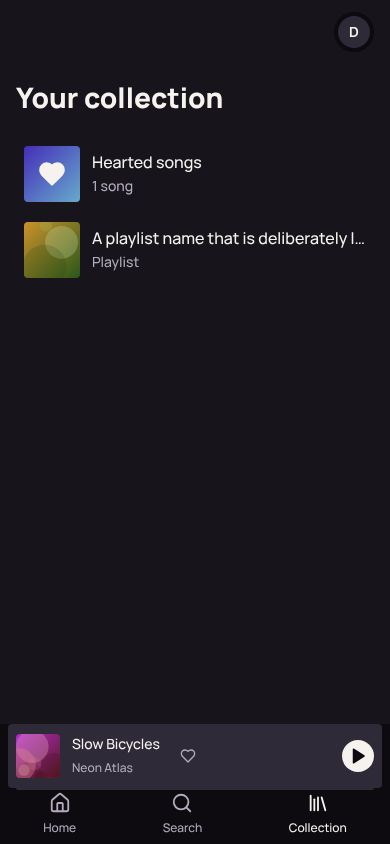 D
Your collection
Hearted songs
1 song
A playlist name that is deliberately l…
Playlist
Slow Bicycles
Neon Atlas
Home
Search
Collection